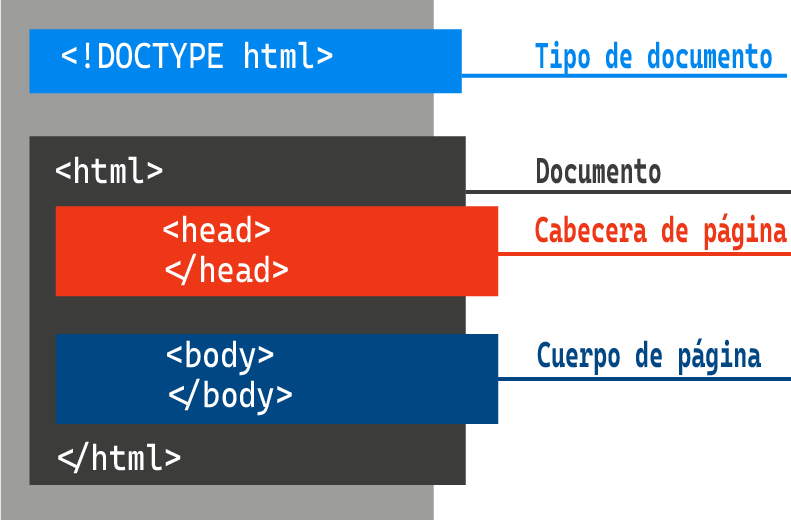 <!DOCTYPE html>
Tipo de documento
<html>
Documento
<head>
Cabecera de página
</head>
<body>
Cuerpo de página
</body>
</html>